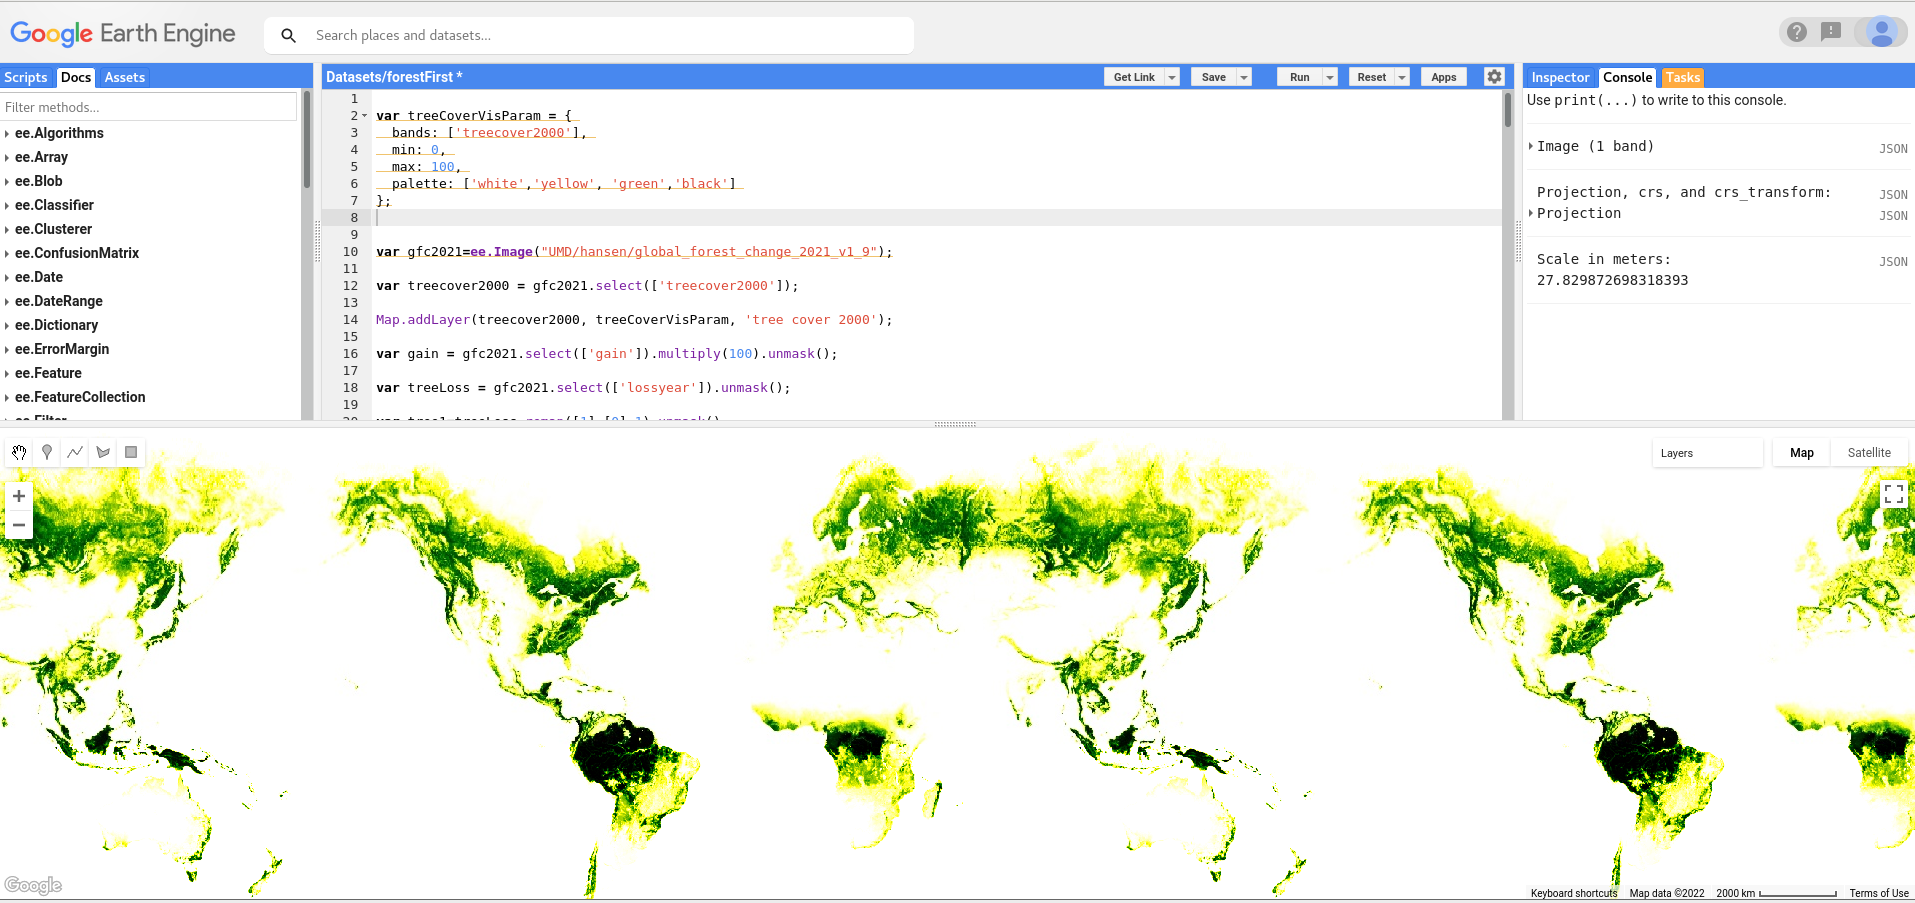 Google Earth Engine
Search places and datasets...
Scripts Docs Assets
Filter methods...
ee.Algorithms
ee.Array
ee.Blob
ee.Classifier
ee.Clusterer
ee.ConfusionMatrix
ee.Date
ee.DateRange
ee.Dictionary
ee.ErrorMargin
ee.Feature
ee.FeatureCollection
ee.Filter
Datasets/forestFirst *
Get Link Save Run Reset Apps
1
2 var treeCoverVisParam = {
3 bands: ['treecover2000'],
4 min: 0,
5 max: 100,
6 palette: ['white','yellow', 'green','black']
7 };
8
9
10 var gfc2021=ee.Image("UMD/hansen/global_forest_change_2021_v1_9");
11
12 var treecover2000 = gfc2021.select(['treecover2000']);
13
14 Map.addLayer(treecover2000, treeCoverVisParam, 'tree cover 2000');
15
16 var gain = gfc2021.select(['gain']).multiply(100).unmask();
17
18 var treeLoss = gfc2021.select(['lossyear']).unmask();
19
Inspector Console Tasks
Use print(...) to write to this console.
Image (1 band) JSON
Projection, crs, and crs_transform: JSON
Projection JSON
Scale in meters: JSON
27.829872698318393
Layers
Map Satellite
Google
Keyboard shortcuts Map data ©2022 2000 km Terms of Use